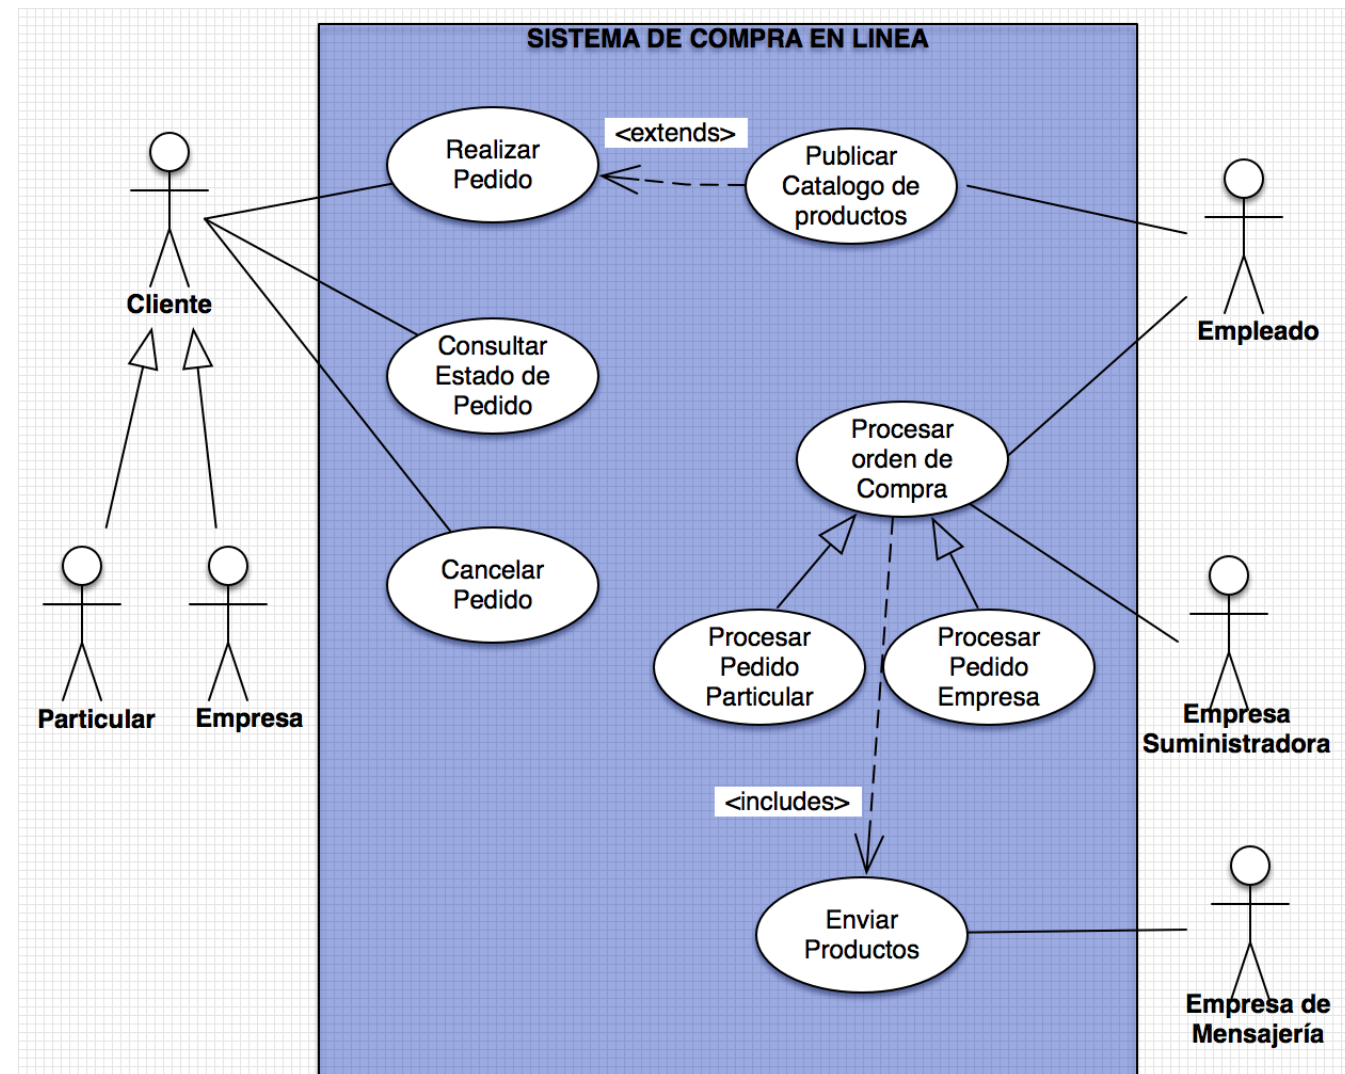 SISTEMA DE COMPRA EN LINEA
Realizar
Pedido
<extends>
Publicar
Catalogo de
productos
Cliente
Empleado
Consultar
Estado de
Pedido
Procesar
orden de
Compra
Cancelar
Pedido
Procesar
Pedido
Particular
Procesar
Pedido
Empresa
Particular
Empresa
Empresa
Suministradora
<includes>
Enviar
Productos
Empresa de
Mensajería